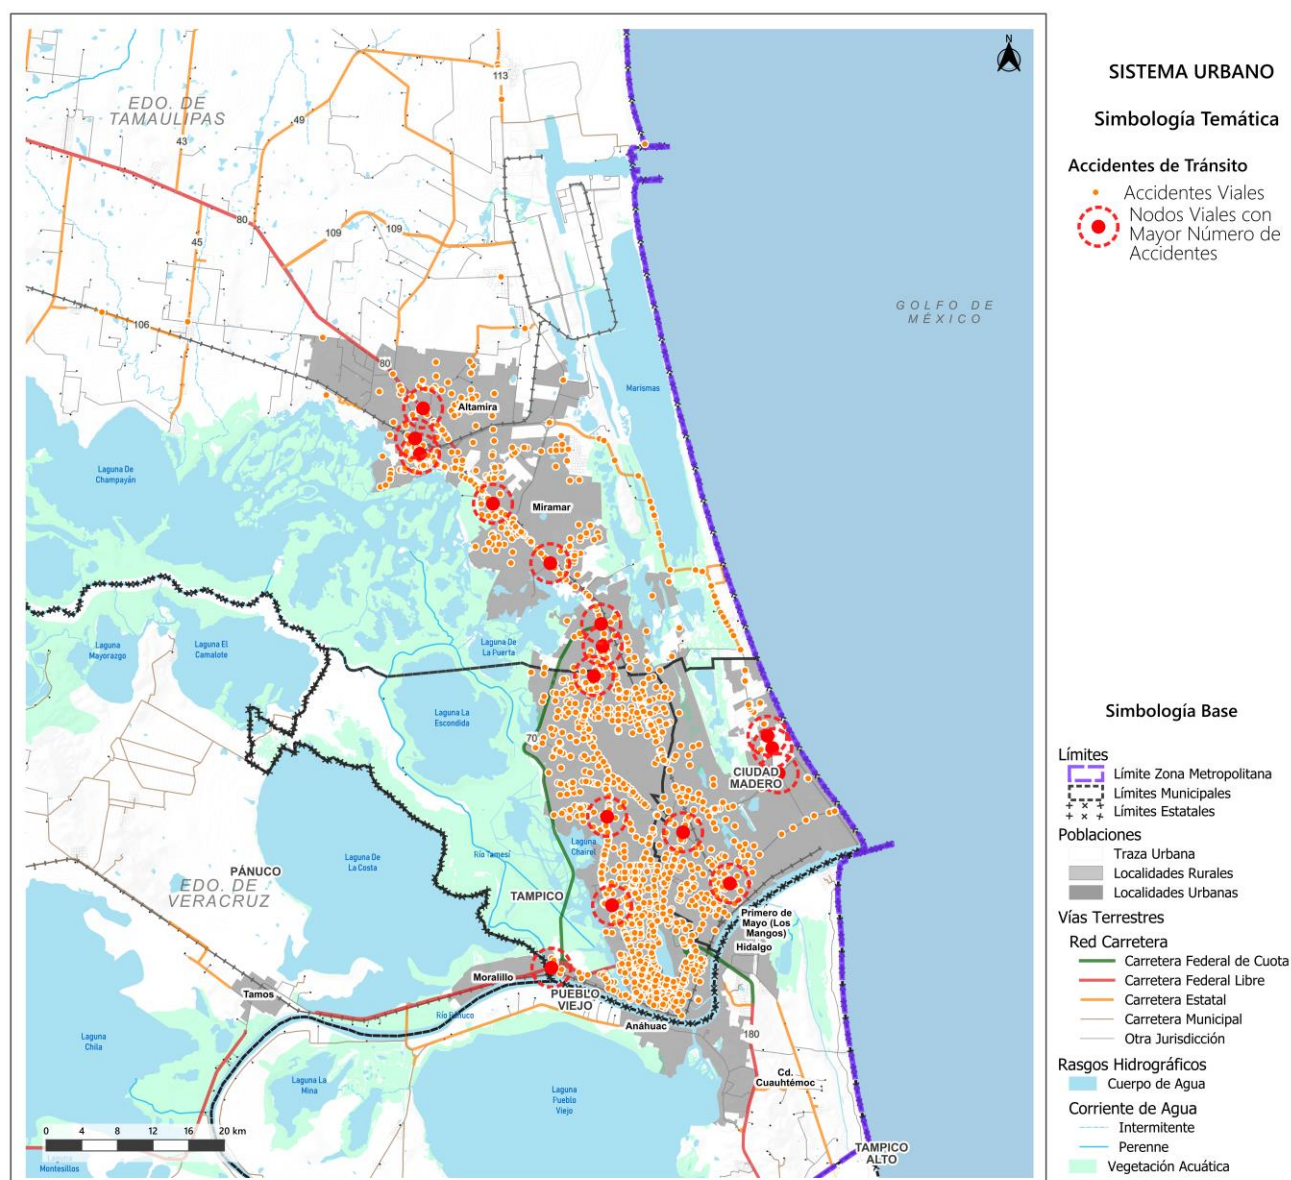 N
113
EDO. DE
TAMAULIPAS
49
43
80
109
109
45
GOLFO DE
MÉXICO
106
80
Marismas
Altamira
Laguna De
Champayán
Miramar
Laguna
Mayorazgo
Laguna El
Camalote
Laguna De
La Puerta
Laguna La
Escondida
70
CIUDAD
MADERO
Laguna
Chairel
Río Tamesí
Laguna De
La Costa
PÁNUCO
EDO. DE
VERACRUZ
TAMPICO
Primero de
Mayo (Los
Mangos)
Hidalgo
Moralillo
Tamos
PUEBLO
VIEJO
Río Pánuco
Anáhuac
180
Laguna
Chila
Laguna La
Mina
Laguna
Pueblo
Viejo
Cd.
Cuauhtémoc
0 4 8 12 16 20 km
Laguna
Montesillos
TAMPICO
ALTO
SISTEMA URBANO
Simbología Temática
Accidentes de Tránsito
Accidentes Viales
Nodos Viales con
Mayor Número de
Accidentes
Simbología Base
Límites
Límite Zona Metropolitana
Límites Municipales
Límites Estatales
Poblaciones
Traza Urbana
Localidades Rurales
Localidades Urbanas
Vías Terrestres
Red Carretera
Carretera Federal de Cuota
Carretera Federal Libre
Carretera Estatal
Carretera Municipal
Otra Jurisdicción
Rasgos Hidrográficos
Cuerpo de Agua
Corriente de Agua
Intermitente
Perenne
Vegetación Acuática